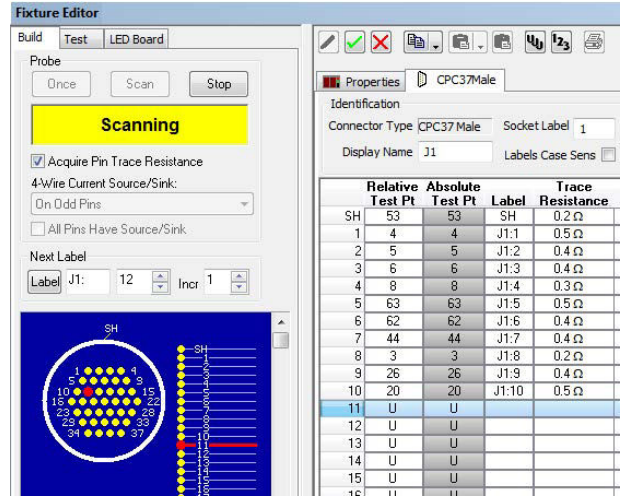 Fixture Editor
Build Test LED Board
Probe
Once Scan Stop
Scanning
Acquire Pin Trace Resistance
4-Wire Current Source/Sink:
On Odd Pins
All Pins Have Source/Sink
Next Label
Label J1: 12 Incr 1
SH
1 4
5 9
10 15
16 22
23 28
29 33
34 37
SH
1
2
3
4
5
6
7
8
9
10
11
12
13
14
15
16
Properties CPC37Male
Identification
Connector Type CPC37 Male Socket Label 1
Display Name J1 Labels Case Sens
Relative Test Pt Absolute Test Pt Label Trace Resistance
SH 53 53 SH 0.2 Ω
1 4 4 J1:1 0.5 Ω
2 5 5 J1:2 0.4 Ω
3 6 6 J1:3 0.4 Ω
4 8 8 J1:4 0.3 Ω
5 63 63 J1:5 0.5 Ω
6 62 62 J1:6 0.4 Ω
7 44 44 J1:7 0.4 Ω
8 3 3 J1:8 0.2 Ω
9 26 26 J1:9 0.4 Ω
10 20 20 J1:10 0.5 Ω
11 U U
12 U U
13 U U
14 U U
15 U U
16 U U